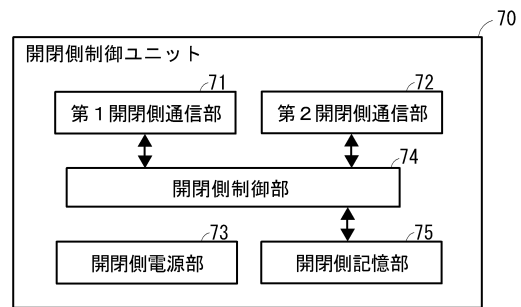 70
開閉側制御ユニット
71
72
第１開閉側通信部
第２開閉側通信部
74
開閉側制御部
73
75
開閉側電源部
開閉側記憶部